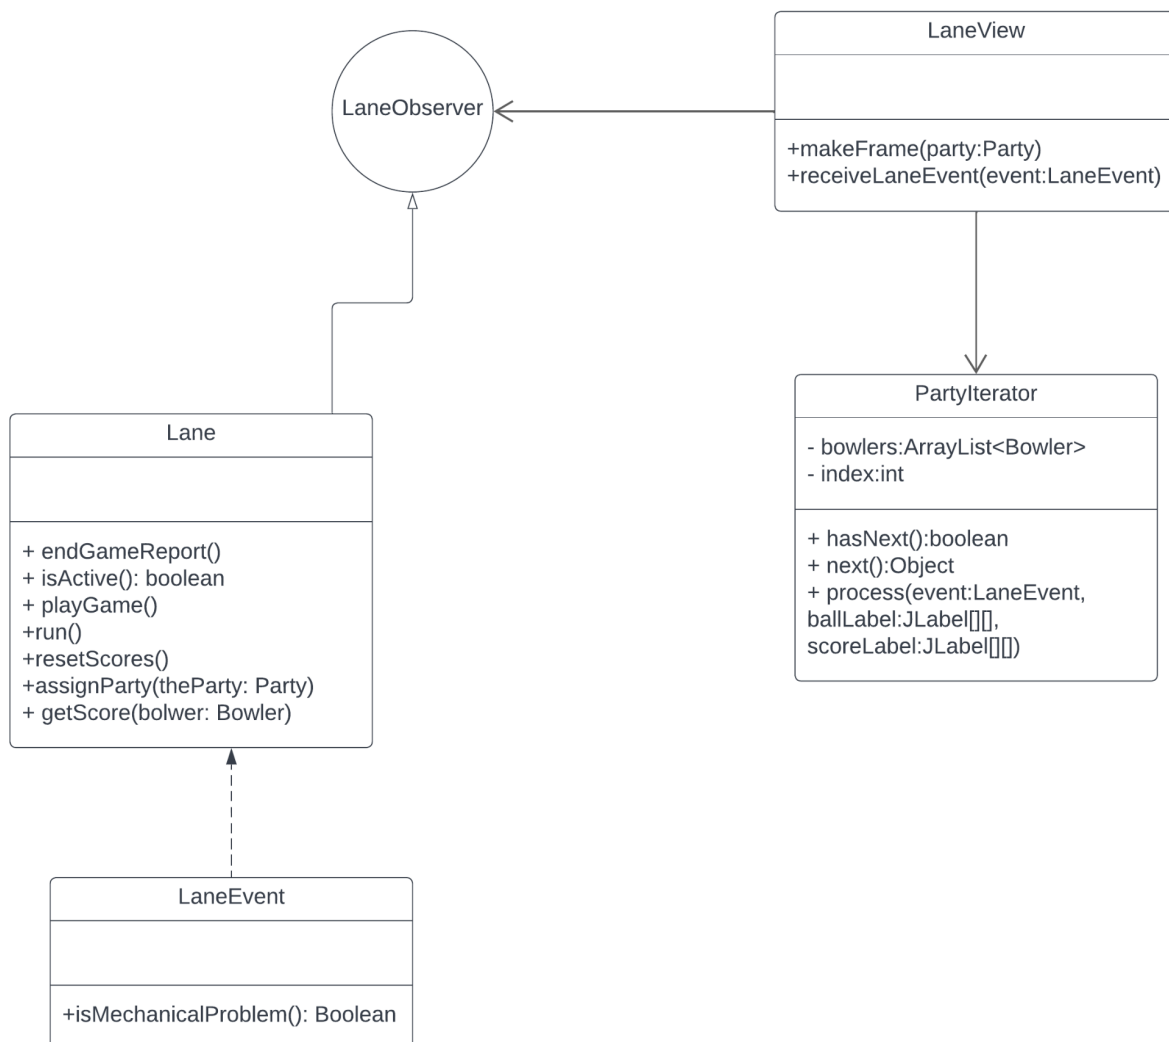 LaneView
LaneObserver
+makeFrame(party:Party)
+receiveLaneEvent(event:LaneEvent)
PartyIterator
- bowlers:ArrayList<Bowler>
- index:int
+ hasNext():boolean
+ next():Object
+ process(event:LaneEvent,
ballLabel:JLabel[][],
scoreLabel:JLabel[][])
Lane
+ endGameReport()
+ isActive(): boolean
+ playGame()
+run()
+resetScores()
+assignParty(theParty: Party)
+ getScore(bolwer: Bowler)
LaneEvent
+isMechanicalProblem(): Boolean